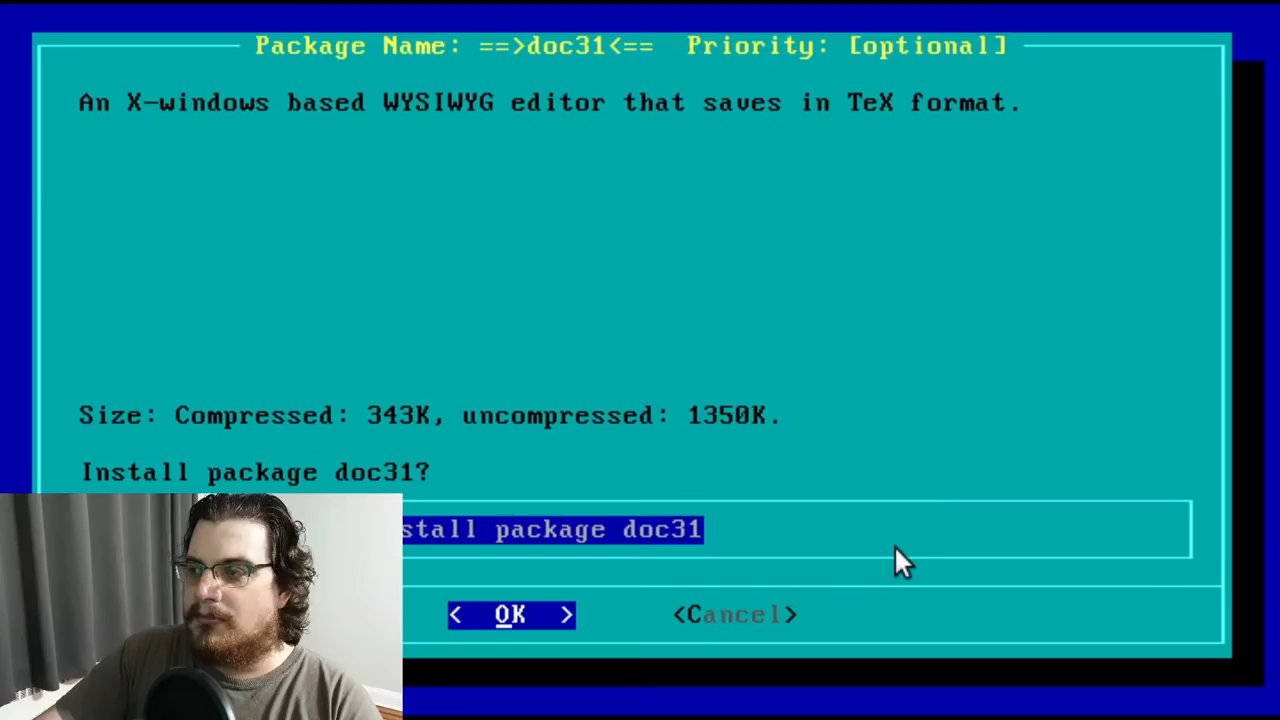 Package Name: ==>doc31<== Priority: [optional]
An X-windows based WYSIWYG editor that saves in TeX format.
Size: Compressed: 343K, uncompressed: 1350K.
Install package doc31?
stall package doc31
< OK > <Cancel>